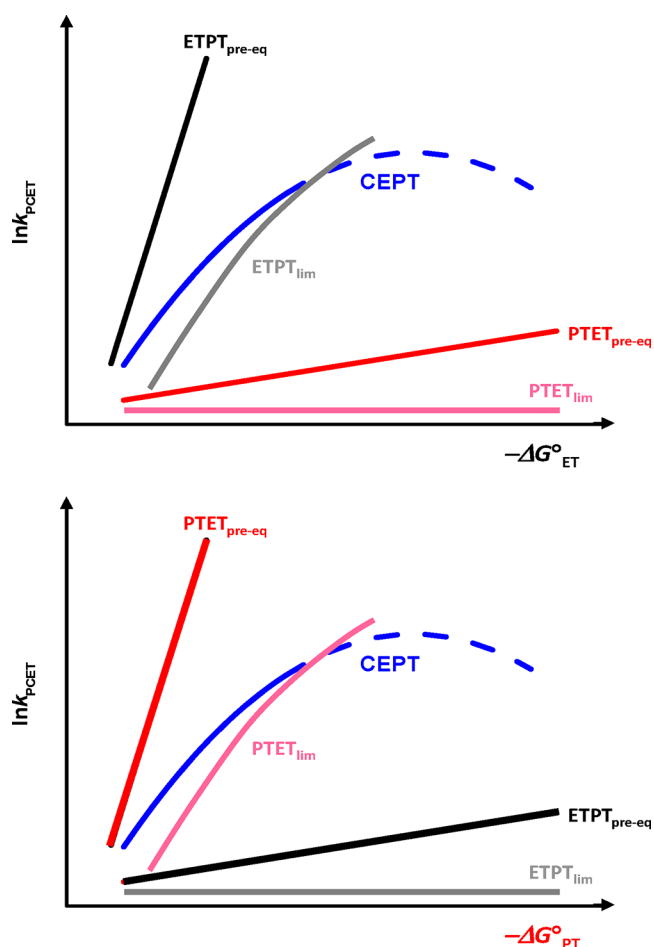 ETPTpre-eq
CEPT
lnkPCET
ETPTlim
PTETpre-eq
PTETlim
−ΔG°ET
PTETpre-eq
CEPT
lnkPCET
PTETlim
ETPTpre-eq
ETPTlim
−ΔG°PT